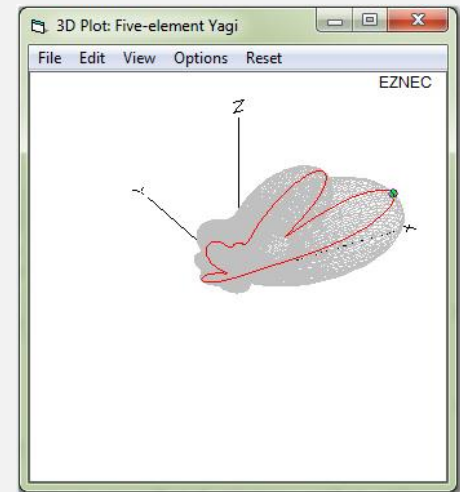 3D Plot: Five-element Yagi
File Edit View Options Reset
EZNEC
Z
Y
X